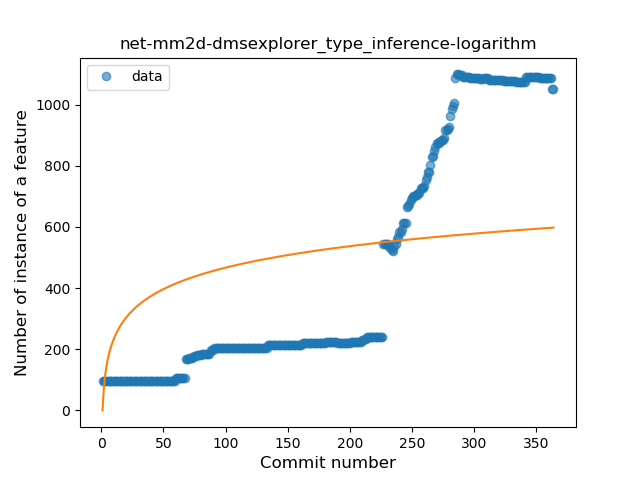 net-mm2d-dmsexplorer_type_inference-logarithm
data
Number of instance of a feature
1000
800
600
400
200
0
0 50 100 150 200 250 300 350
Commit number